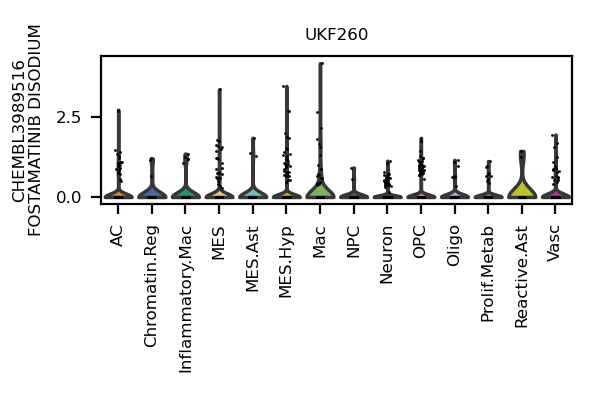 UKF260
CHEMBL3989516
FOSTAMATINIB DISODIUM
2.5
0.0
AC
Chromatin.Reg
Inflammatory.Mac
MES
MES.Ast
MES.Hyp
Mac
NPC
Neuron
OPC
Oligo
Prolif.Metab
Reactive.Ast
Vasc